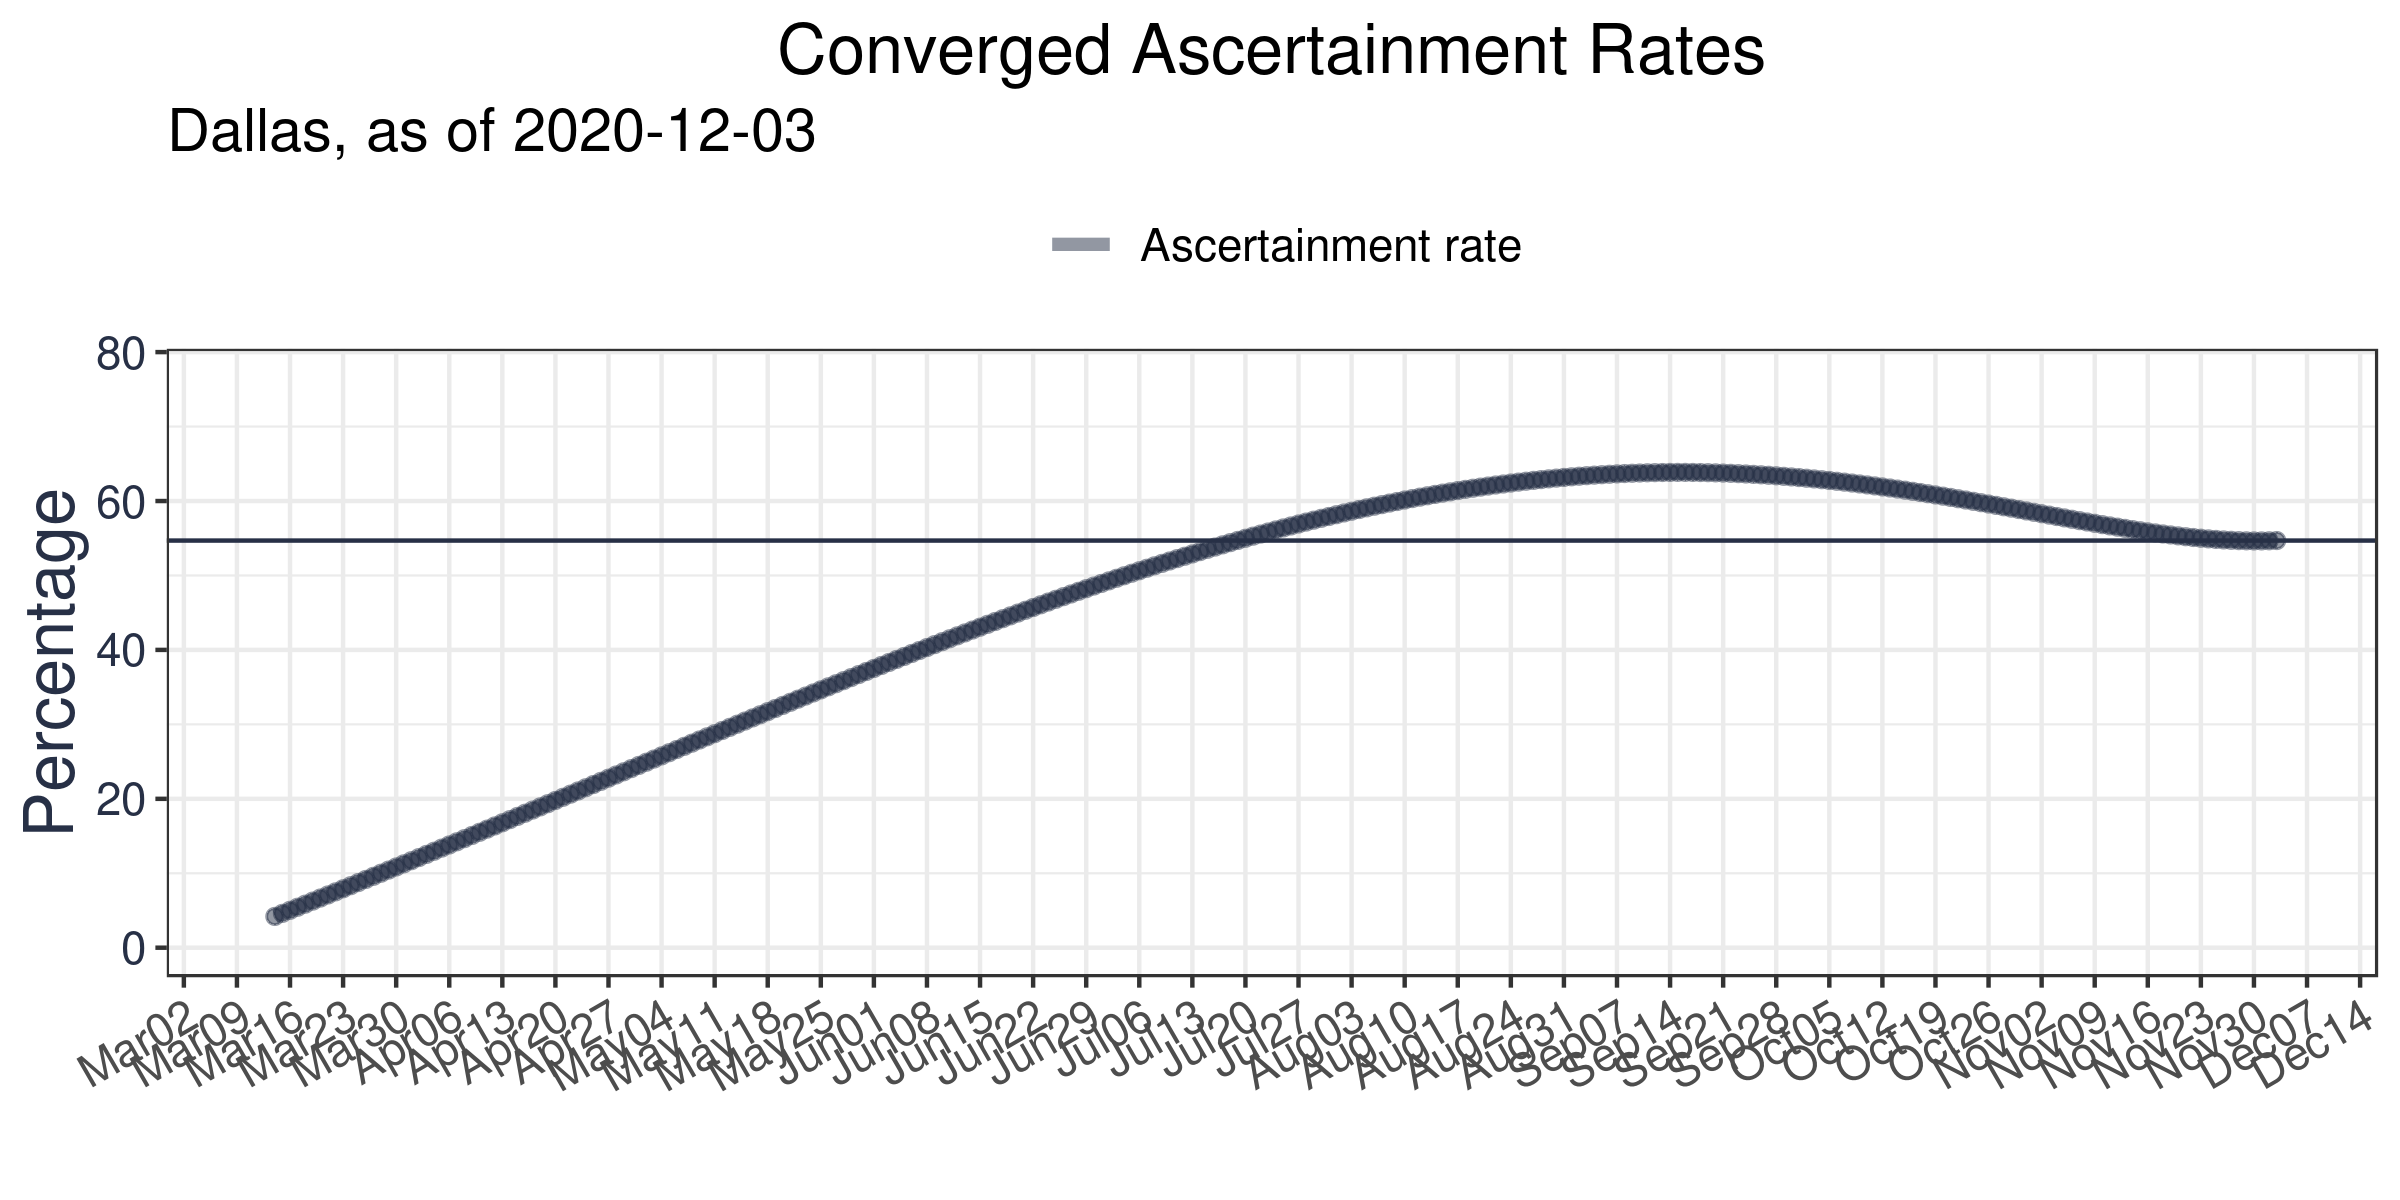 Converged Ascertainment Rates
Dallas, as of 2020-12-03
Ascertainment rate
Percentage
80
60
40
20
0
Mar02
Mar09
Mar16
Mar23
Mar30
Apr06
Apr13
Apr20
Apr27
May04
May11
May18
May25
Jun01
Jun08
Jun15
Jun22
Jun29
Jul06
Jul13
Jul20
Jul27
Aug03
Aug10
Aug17
Aug24
Aug31
Sep07
Sep14
Sep21
Sep28
Oct05
Oct12
Oct19
Oct26
Nov02
Nov09
Nov16
Nov23
Nov30
Dec07
Dec14